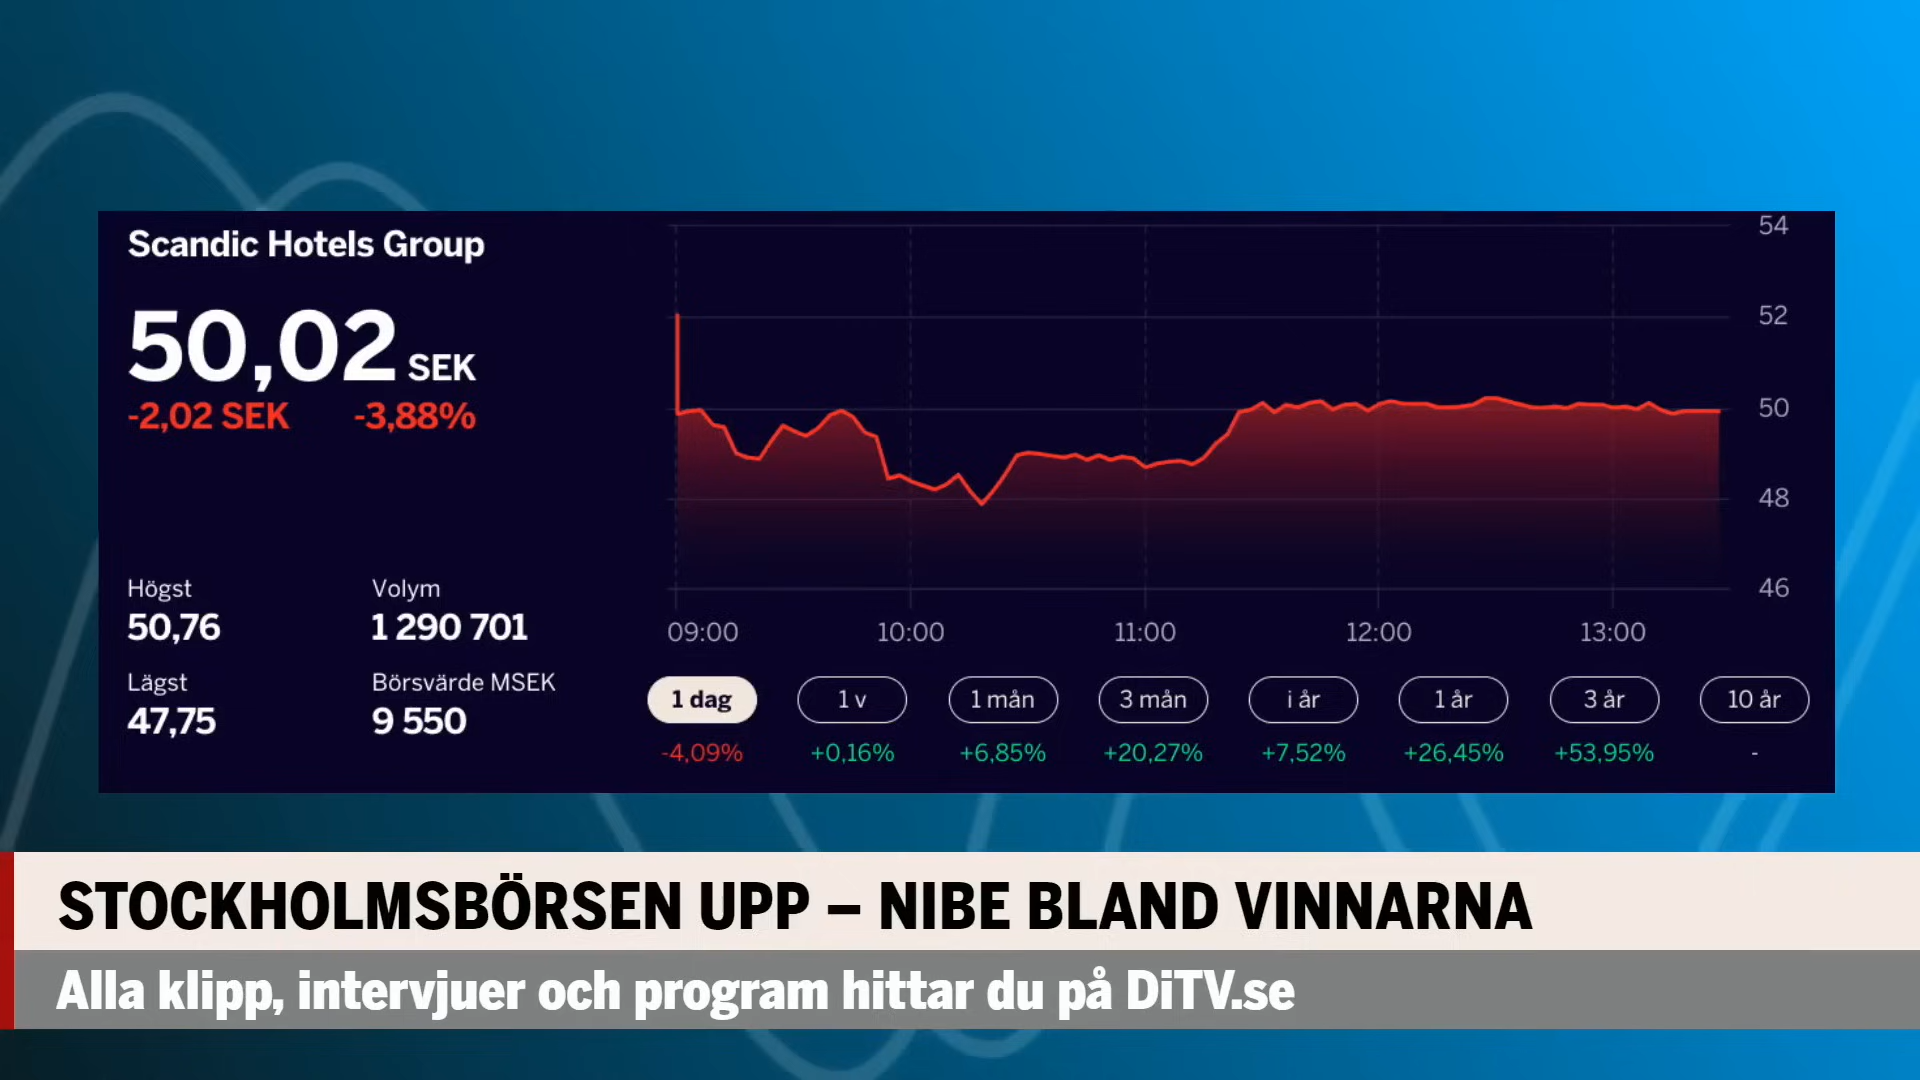 Scandic Hotels Group
50,02 SEK
-2,02 SEK -3,88%
Högst
50,76
Volym
1 290 701
Lägst
47,75
Börsvärde MSEK
9 550
54
52
50
48
46
09:00 10:00 11:00 12:00 13:00
1 dag 1 v 1 mån 3 mån i år 1 år 3 år 10 år
-4,09% +0,16% +6,85% +20,27% +7,52% +26,45% +53,95% -
STOCKHOLMSBÖRSEN UPP – NIBE BLAND VINNARNA
Alla klipp, intervjuer och program hittar du på DiTV.se